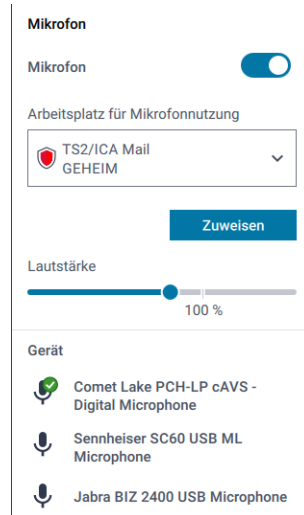 Mikrofon
Mikrofon
Arbeitsplatz für Mikrofonnutzung
TS2/ICA Mail
GEHEIM
Zuweisen
Lautstärke
100 %
Gerät
Comet Lake PCH-LP cAVS -
Digital Microphone
Sennheiser SC60 USB ML
Microphone
Jabra BIZ 2400 USB Microphone